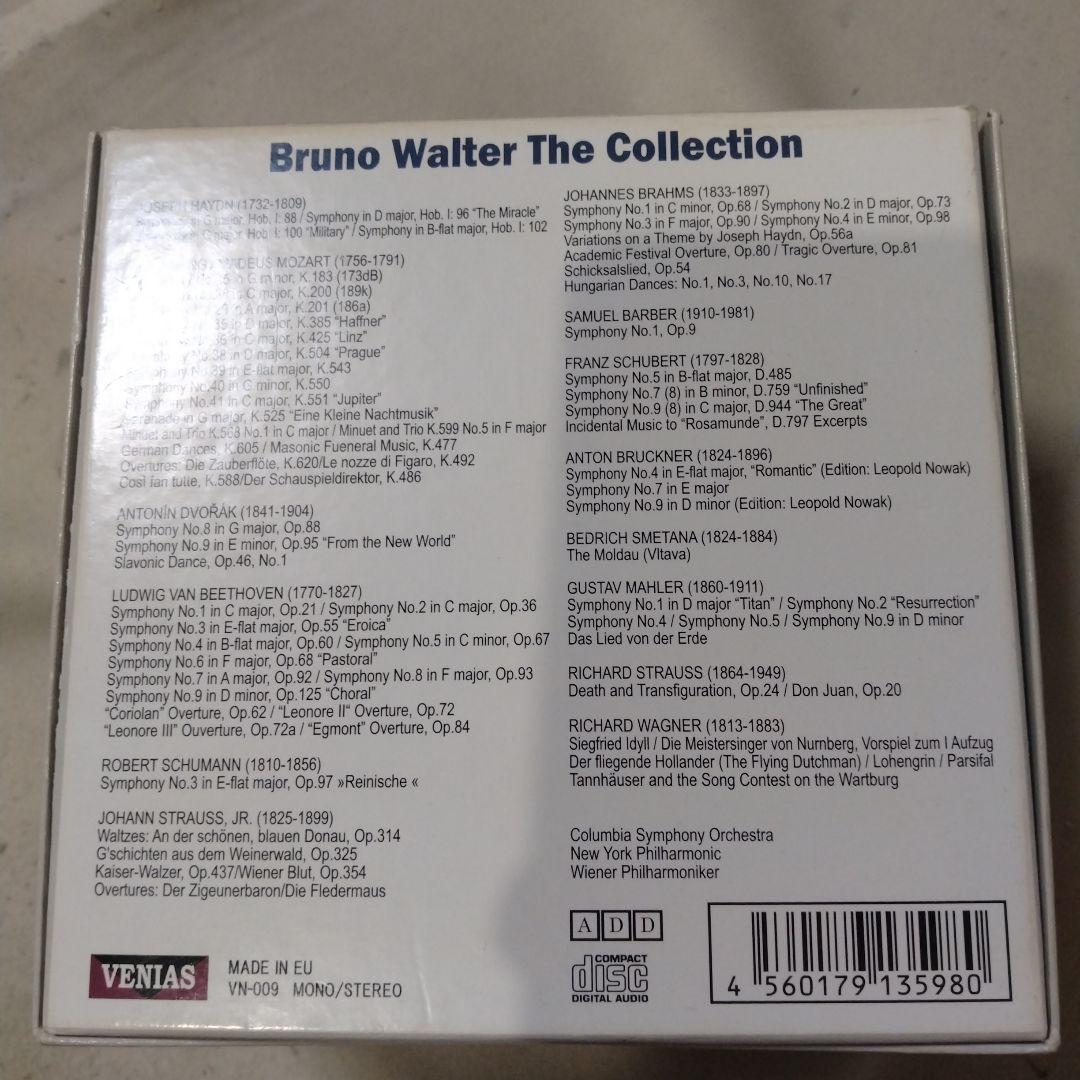 Bruno Walter The Collection
JOSEPH HAYDN (1732-1809)
in G major, Hob. I: 88 / Symphony in D major, Hob. I: 96 "The Miracle"
in G major, Hob. I: 100 "Military" / Symphony in B-flat major, Hob. I: 102
AMADEUS MOZART (1756-1791)
in G minor, K.183 (173dB)
C major, K.200 (189k)
in A major, K.201 (186a)
in D major, K.385 "Haffner"
in C major, K.425 "Linz"
No.38 in D major, K.504 "Prague"
in E-flat major, K.543
Symphony No.40 in G minor, K.550
Symphony No.41 in C major, K.551 "Jupiter"
Serenade in G major, K.525 "Eine Kleine Nachtmusik"
Minuet and Trio K.568 No.1 in C major / Minuet and Trio K.599 No.5 in F major
German Dances, K.605 / Masonic Fueneral Music, K.477
Overtures: Die Zauberflöte, K.620/Le nozze di Figaro, K.492
Così fan tulle, K.588/Der Schauspieldirektor, K.486
ANTONÍN DVOŘÁK (1841-1904)
Symphony No.8 in G major, Op.88
Symphony No.9 in E minor, Op.95 "From the New World"
Slavonic Dance, Op.46, No.1
LUDWIG VAN BEETHOVEN (1770-1827)
Symphony No.1 in C major, Op.21 / Symphony No.2 in C major, Op.36
Symphony No.3 in E-flat major, Op.55 "Eroica"
Symphony No.4 in B-flat major, Op.60 / Symphony No.5 in C minor, Op.67
Symphony No.6 in F major, Op.68 "Pastoral"
Symphony No.7 in A major, Op.92 / Symphony No.8 in F major, Op.93
Symphony No.9 in D minor, Op.125 "Choral"
"Coriolan" Overture, Op.62 / "Leonore II" Overture, Op.72
"Leonore III" Ouverture, Op.72a / "Egmont" Overture, Op.84
ROBERT SCHUMANN (1810-1856)
Symphony No.3 in E-flat major, Op.97 »Reinische «
JOHANN STRAUSS, JR. (1825-1899)
Waltzes: An der schönen, blauen Donau, Op.314
G'schichten aus dem Weinerwald, Op.325
Kaiser-Walzer, Op.437/Wiener Blut, Op.354
Overtures: Der Zigeunerbaron/Die Fledermaus
JOHANNES BRAHMS (1833-1897)
Symphony No.1 in C minor, Op.68 / Symphony No.2 in D major, Op.73
Symphony No.3 in F major, Op.90 / Symphony No.4 in E minor, Op.98
Variations on a Theme by Joseph Haydn, Op.56a
Academic Festival Overture, Op.80 / Tragic Overture, Op.81
Schicksalslied, Op.54
Hungarian Dances: No.1, No.3, No.10, No.17
SAMUEL BARBER (1910-1981)
Symphony No.1, Op.9
FRANZ SCHUBERT (1797-1828)
Symphony No.5 in B-flat major, D.485
Symphony No.7 (8) in B minor, D.759 "Unfinished"
Symphony No.9 (8) in C major, D.944 "The Great"
Incidental Music to "Rosamunde", D.797 Excerpts
ANTON BRUCKNER (1824-1896)
Symphony No.4 in E-flat major, "Romantic" (Edition: Leopold Nowak)
Symphony No.7 in E major
Symphony No.9 in D minor (Edition: Leopold Nowak)
BEDRICH SMETANA (1824-1884)
The Moldau (Vltava)
GUSTAV MAHLER (1860-1911)
Symphony No.1 in D major "Titan" / Symphony No.2 "Resurrection"
Symphony No.4 / Symphony No.5 / Symphony No.9 in D minor
Das Lied von der Erde
RICHARD STRAUSS (1864-1949)
Death and Transfiguration, Op.24 / Don Juan, Op.20
RICHARD WAGNER (1813-1883)
Siegfried Idyll / Die Meistersinger von Nurnberg, Vorspiel zum I Aufzug
Der fliegende Hollander (The Flying Dutchman) / Lohengrin / Parsifal
Tannhäuser and the Song Contest on the Wartburg
Columbia Symphony Orchestra
New York Philharmonic
Wiener Philharmoniker
ADD
COMPACT
disc
DIGITAL AUDIO
4 560179 135980
VENIAS
MADE IN EU
VN-009 MONO/STEREO